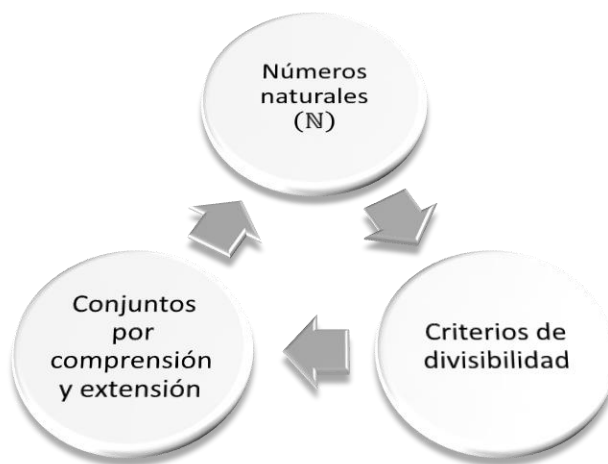 Números
naturales
(ℕ)
Criterios de
divisibilidad
Conjuntos
por
comprensión
y extensión